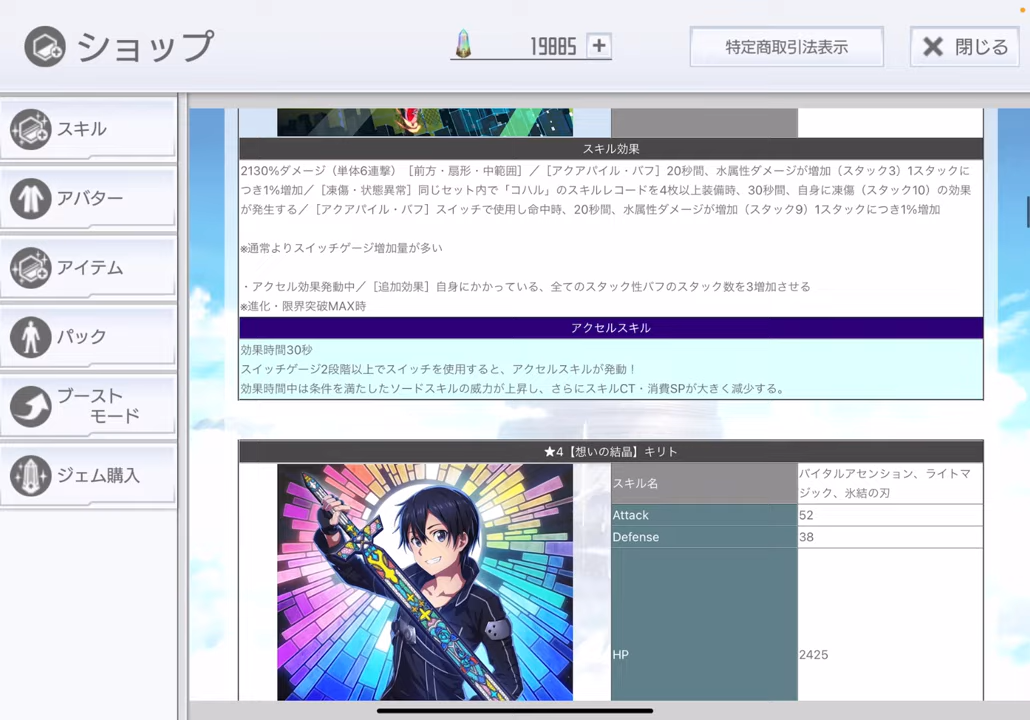 ショップ
19885
特定商取引法表示
閉じる
スキル
アバター
アイテム
パック
ブースト
モード
ジェム購入
スキル効果
2130%ダメージ（単体6連撃）［前方・扇形・中範囲］／［アクアパイル・バフ］20秒間、水属性ダメージが増加（スタック3）1スタックに
つき1%増加／［凍傷・状態異常］同じセット内で「コハル」のスキルレコードを4枚以上装備時、30秒間、自身に凍傷（スタック10）の効果
が発生する／［アクアパイル・バフ］スイッチで使用し命中時、20秒間、水属性ダメージが増加（スタック9）1スタックにつき1%増加
※通常よりスイッチゲージ増加量が多い
・アクセル効果発動中／［追加効果］自身にかかっている、全てのスタック性バフのスタック数を3増加させる
※進化・限界突破MAX時
アクセルスキル
効果時間30秒
スイッチゲージ2段階以上でスイッチを使用すると、アクセルスキルが発動！
効果時間中は条件を満たしたソードスキルの威力が上昇し、さらにスキルCT・消費SPが大きく減少する。
★4【想いの結晶】キリト
スキル名
バイタルアセンション、ライトマ
ジック、氷結の刃
Attack
52
Defense
38
HP
2425